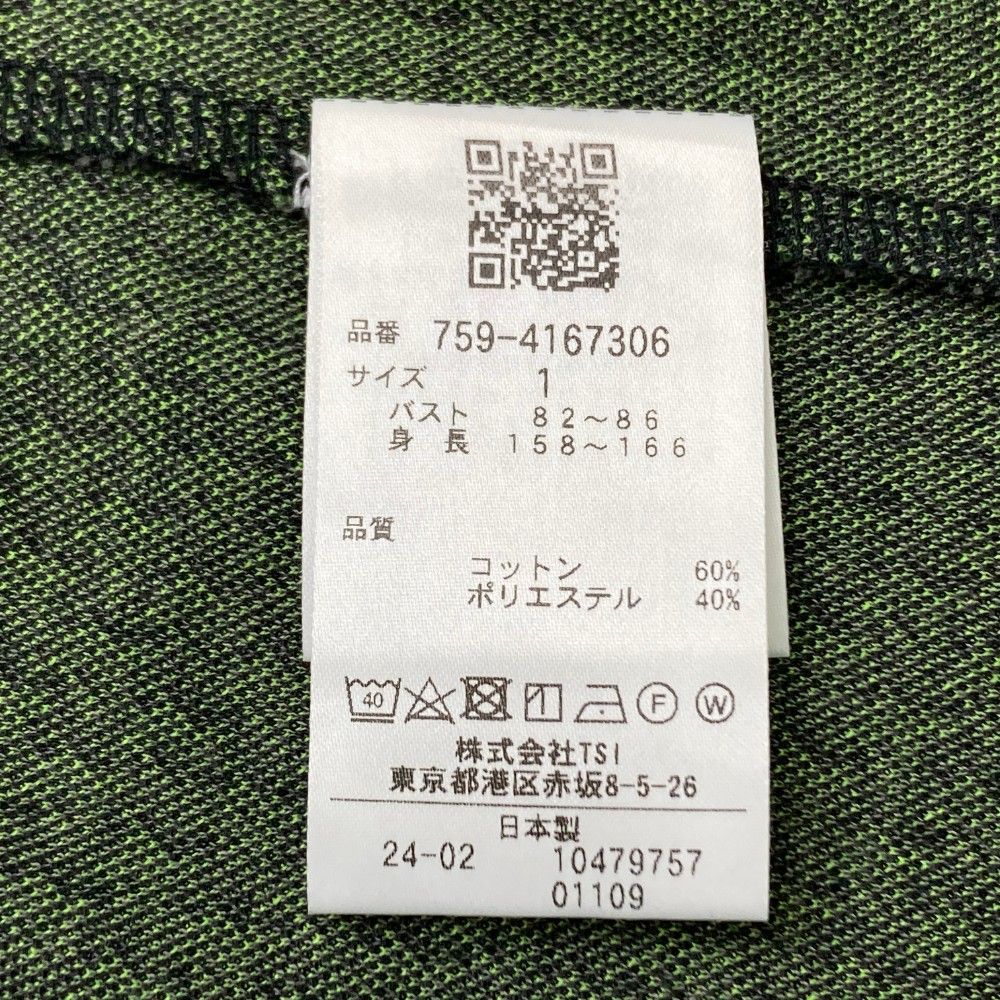 品番 759-4167306
サイズ 1
バスト 82~86
身長 158~166
品質
コットン 60%
ポリエステル 40%
40 F W
株式会社TSI
東京都港区赤坂8-5-26
日本製
24-02 10479757
01109